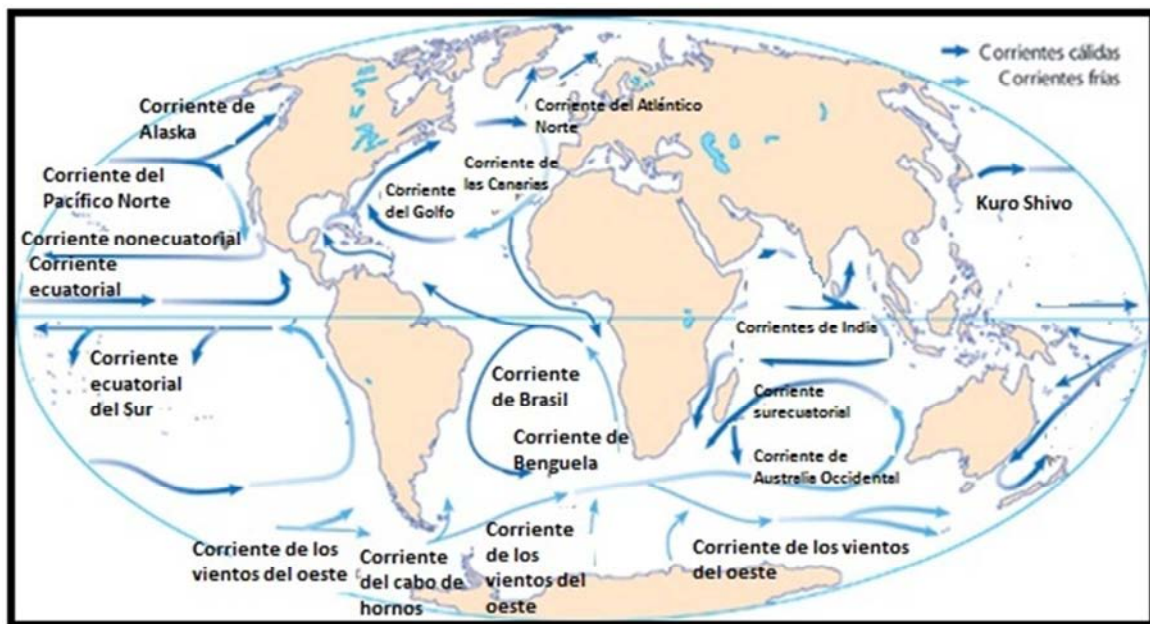 Corrientes cálidas
Corrientes frías
Corriente de
Alaska
Corriente del Atlántico
Norte
Corriente del
Pacífico Norte
Corriente de
las Canarias
Corriente
del Golfo
Kuro Shivo
Corriente nonecuatorial
Corriente
ecuatorial
Corrientes de India
Corriente
ecuatorial
del Sur
Corriente
de Brasil
Corriente
surecuatorial
Corriente de
Benguela
Corriente de
Australia Occidental
Corriente de los
vientos del oeste
Corriente
del cabo de
hornos
Corriente
de los
vientos del
oeste
Corriente de los vientos
del oeste